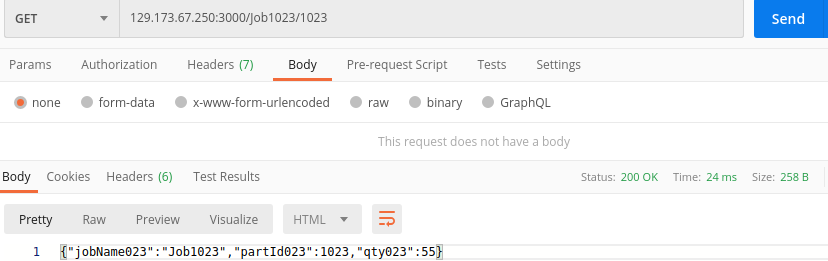 GET 129.173.67.250:3000/Job1023/1023 Send
Params Authorization Headers (7) Body Pre-request Script Tests Settings
none form-data x-www-form-urlencoded raw binary GraphQL
This request does not have a body
Body Cookies Headers (6) Test Results Status: 200 OK Time: 24 ms Size: 258 B
Pretty Raw Preview Visualize HTML
1 {"jobName023":"Job1023","partId023":1023,"qty023":55}